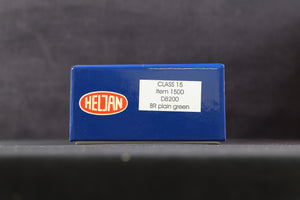 HELJAN
CLASS 15
Item 1500
D8200
BR plain green